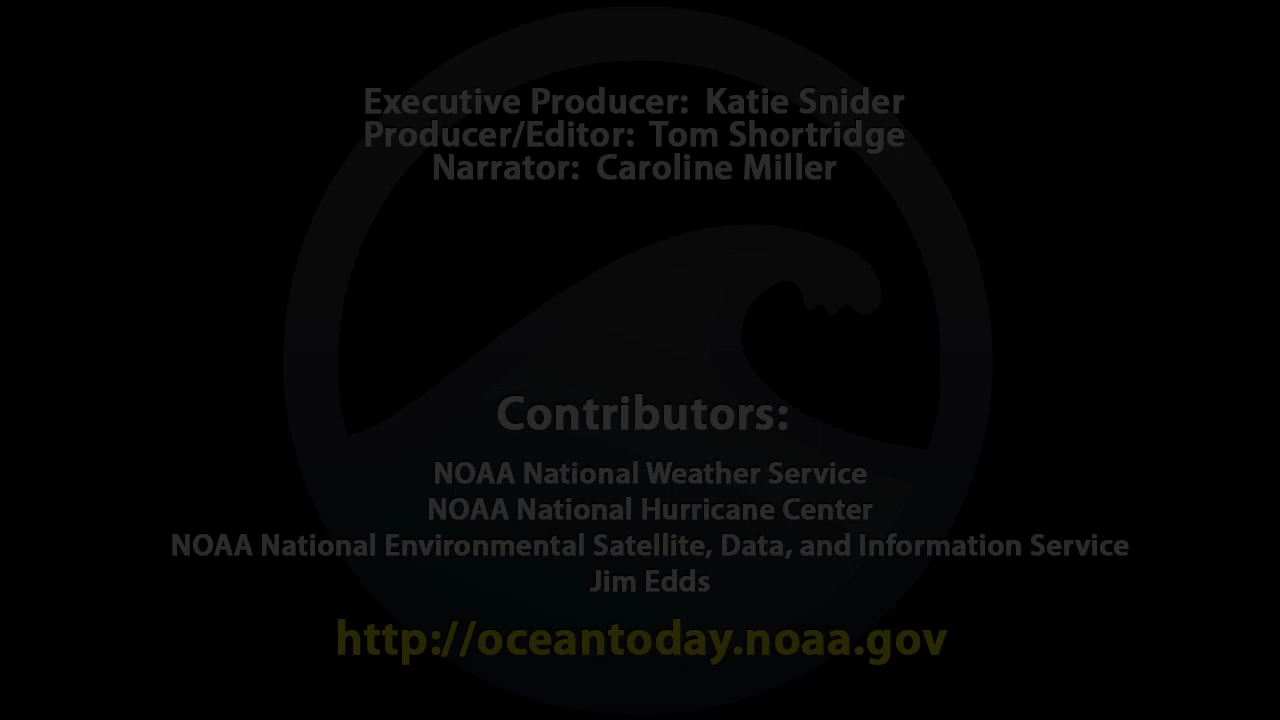 Executive Producer: Katie Snider
Producer/Editor: Tom Shortridge
Narrator: Caroline Miller
Contributors:
NOAA National Weather Service
NOAA National Hurricane Center
NOAA National Environmental Satellite, Data, and Information Service
Jim Edds
http://oceantoday.noaa.gov